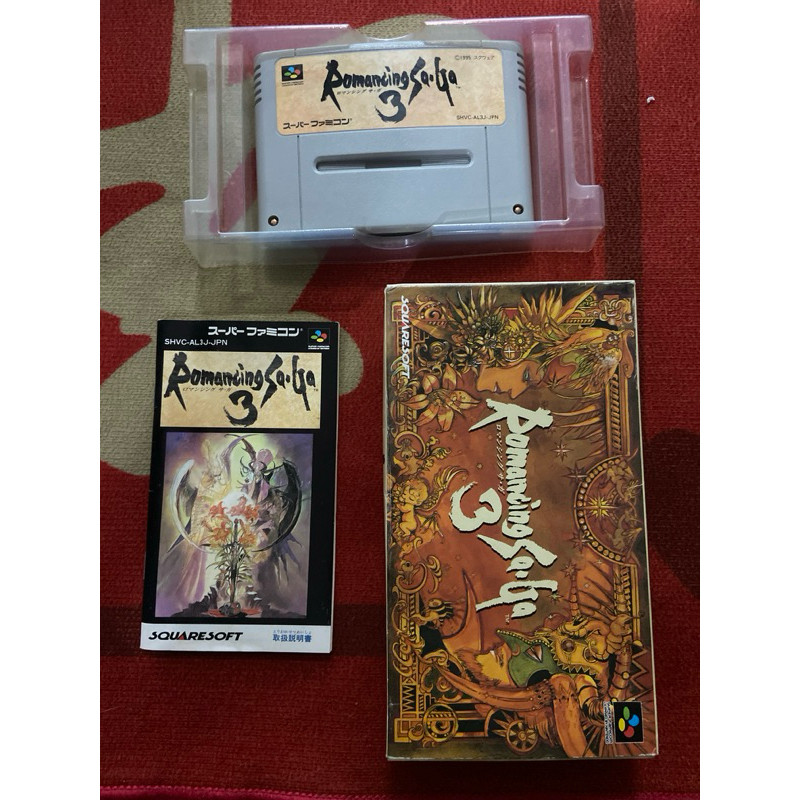 ©1995 スクウェア
Romancing Sa·Ga™
ロマンシング サ・ガ
3
スーパーファミコン®
SHVC-AL3J-JPN
スーパーファミコン®
SHVC-AL3J-JPN
Romancing Sa·Ga™
ロマンシング サ・ガ
3
SQUARESOFT
取扱説明書
SQUARESOFT
Romancing Sa·Ga™
ロマンシング サ・ガ
3